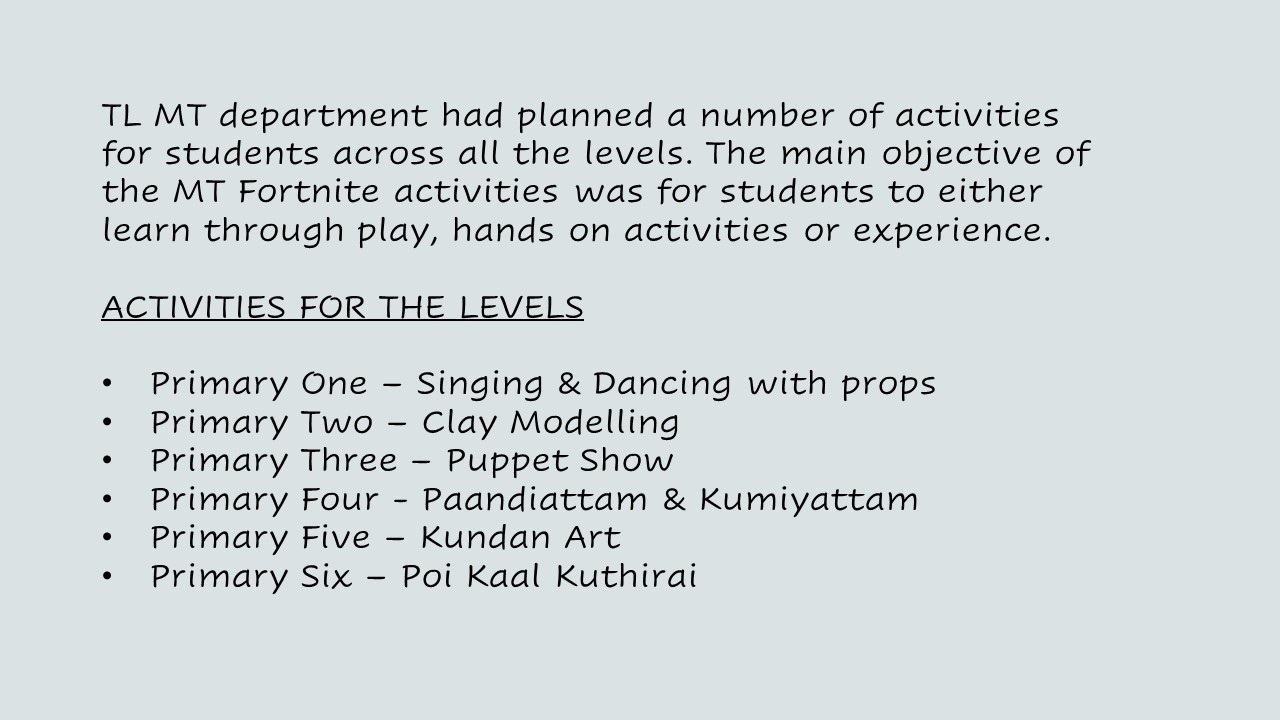 TL MT department had planned a number of activities
for students across all the levels. The main objective of
the MT Fortnite activities was for students to either
learn through play, hands on activities or experience.
ACTIVITIES FOR THE LEVELS
• Primary One – Singing & Dancing with props
• Primary Two – Clay Modelling
• Primary Three – Puppet Show
• Primary Four - Paandiattam & Kumiyattam
• Primary Five – Kundan Art
• Primary Six – Poi Kaal Kuthirai